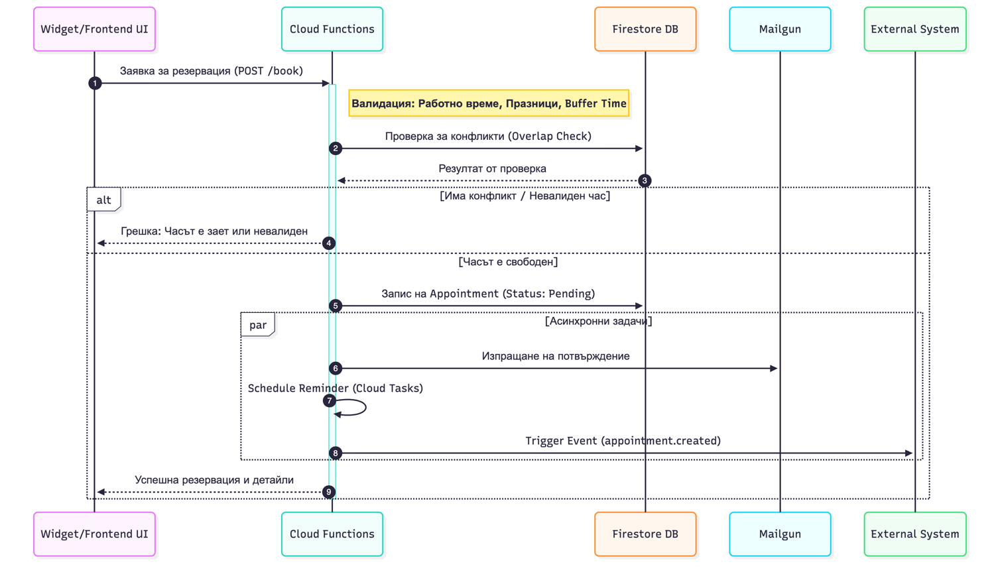 Widget/Frontend UI
Cloud Functions
Firestore DB
Mailgun
External System
Заявка за резервация (POST /book)
1
Валидация: Работно време, Празници, Buffer Time
Проверка за конфликти (Overlap Check)
2
Резултат от проверка
3
alt
[Има конфликт / Невалиден час]
Грешка: Часът е зает или невалиден
4
[Часът е свободен]
Запис на Appointment (Status: Pending)
5
par
[Асинхронни задачи]
Изпращане на потвърждение
6
Schedule Reminder (Cloud Tasks)
7
Trigger Event (appointment.created)
8
Успешна резервация и детайли
9
Widget/Frontend UI
Cloud Functions
Firestore DB
Mailgun
External System